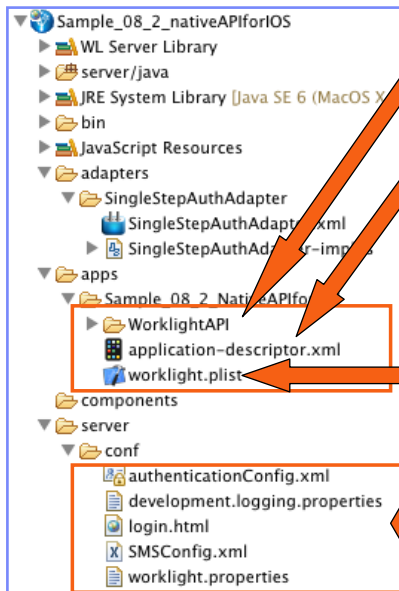 Sample_08_2_nativeAPIforIOS
WL Server Library
server/java
JRE System Library [Java SE 6 (MacOS X
bin
JavaScript Resources
adapters
SingleStepAuthAdapter
.xml
apps
WorklightAPI
application-descriptor.xml
worklight.plist
components
server
conf
authenticationConfig.xml
development.logging.properties
login.html
SMSConfig.xml
worklight.properties